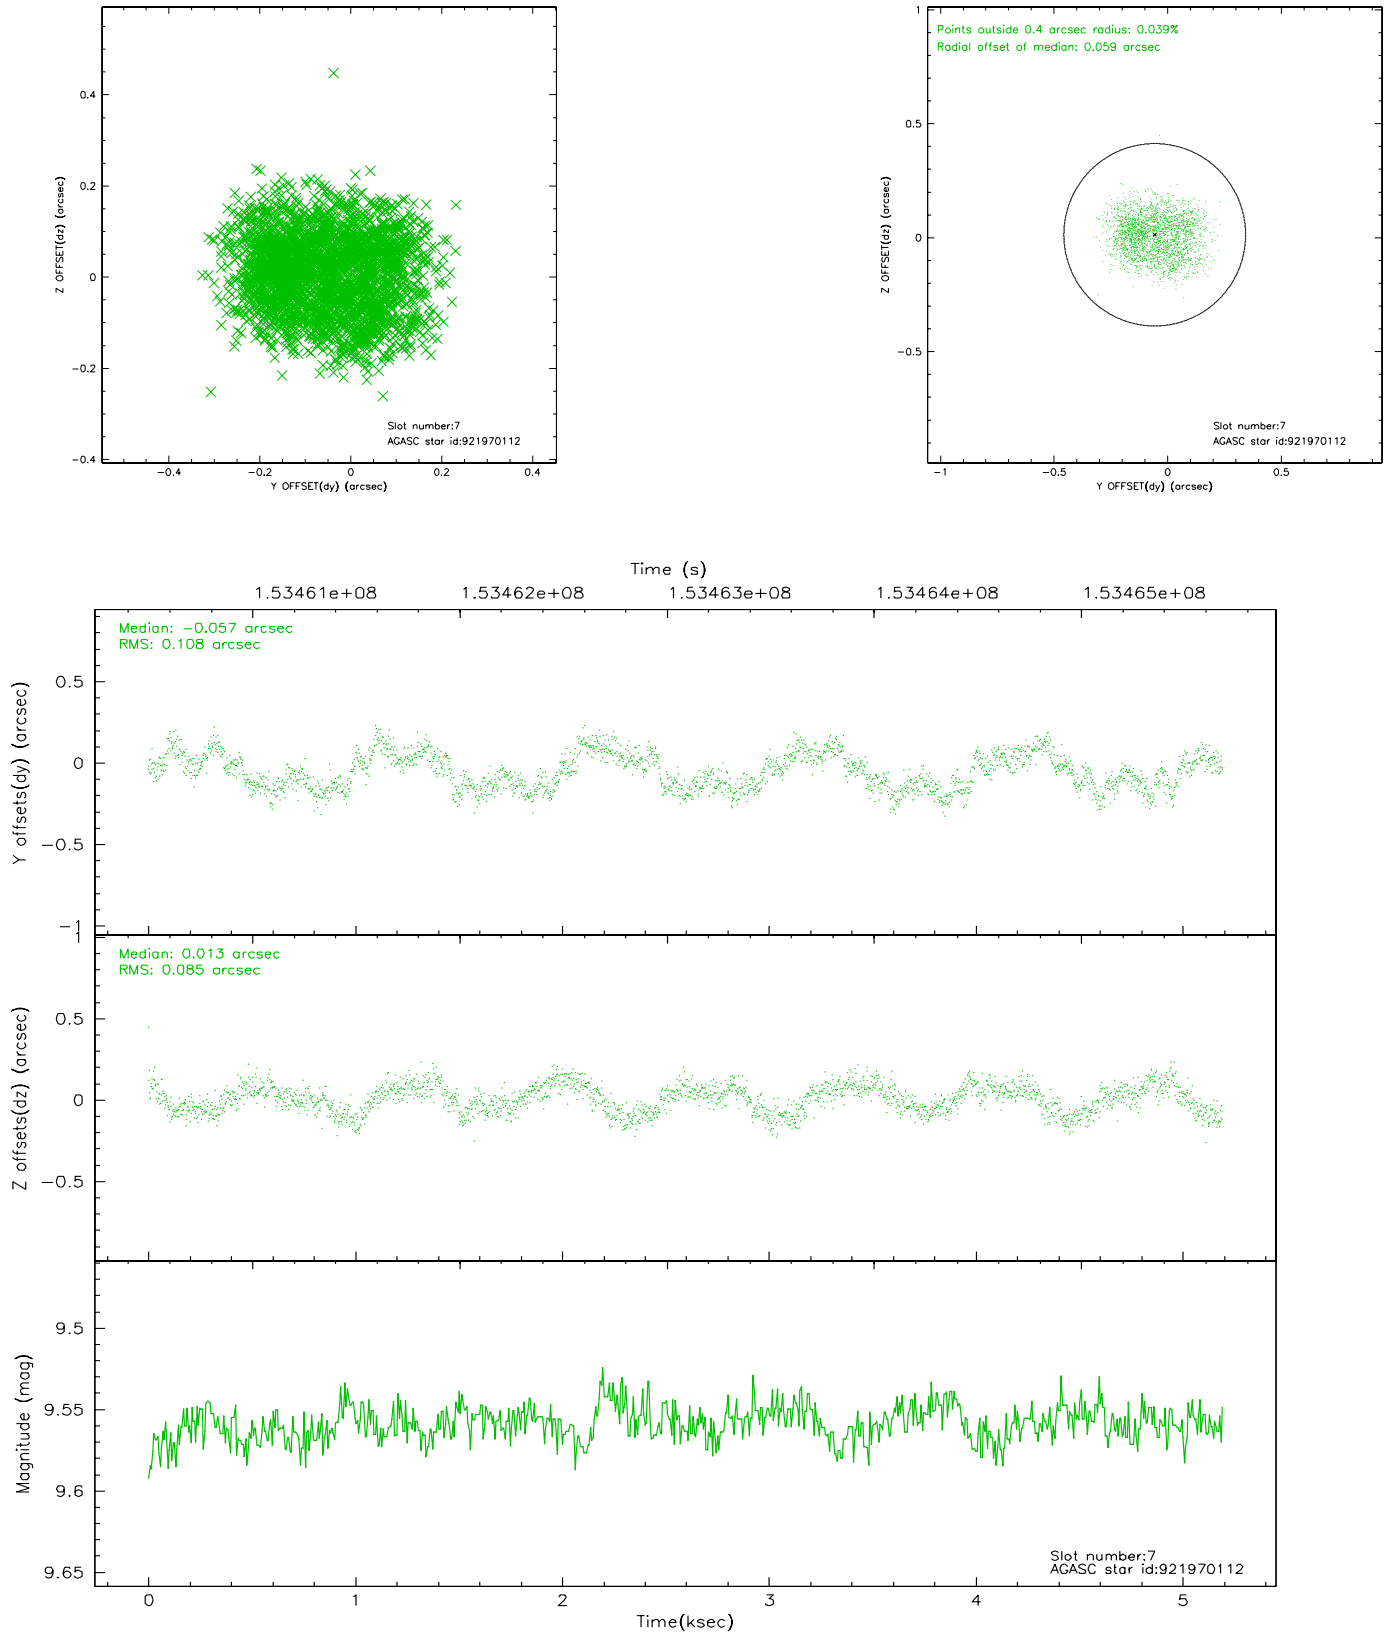 0.4
0.2
0
−0.2
−0.4
Z OFFSET(dz) (arcsec)
Slot number:7
AGASC star id:921970112
−0.4
−0.2
0
0.2
0.4
Y OFFSET(dy) (arcsec)
Points outside 0.4 arcsec radius: 0.039%
Radial offset of median: 0.059 arcsec
1
0.5
0
−0.5
Z OFFSET(dz) (arcsec)
Slot number:7
AGASC star id:921970112
−1
−0.5
0
0.5
Y OFFSET(dy) (arcsec)
Time (s)
1.53461e+08
1.53462e+08
1.53463e+08
1.53464e+08
1.53465e+08
Median: −0.057 arcsec
RMS: 0.108 arcsec
0.5
0
−0.5
−1
Y offsets(dy) (arcsec)
Median: 0.013 arcsec
RMS: 0.085 arcsec
1
0.5
0
−0.5
Z offsets(dz) (arcsec)
9.5
9.55
9.6
9.65
Magnitude (mag)
Slot number:7
AGASC star id:921970112
0
1
2
3
4
5
Time(ksec)